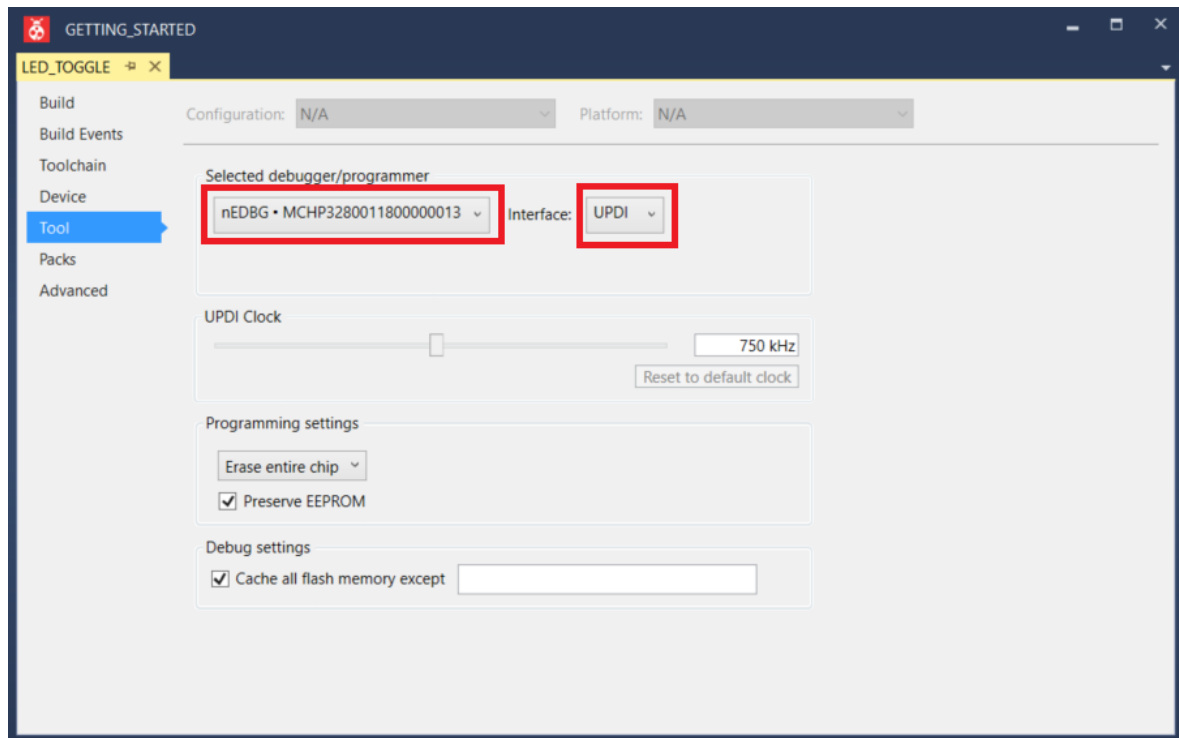 GETTING_STARTED
LED_TOGGLE
Build
Build Events
Toolchain
Device
Tool
Packs
Advanced
Configuration: N/A Platform: N/A
Selected debugger/programmer
nEDBG • MCHP3280011800000013 Interface: UPDI
UPDI Clock
750 kHz
Reset to default clock
Programming settings
Erase entire chip
Preserve EEPROM
Debug settings
Cache all flash memory except